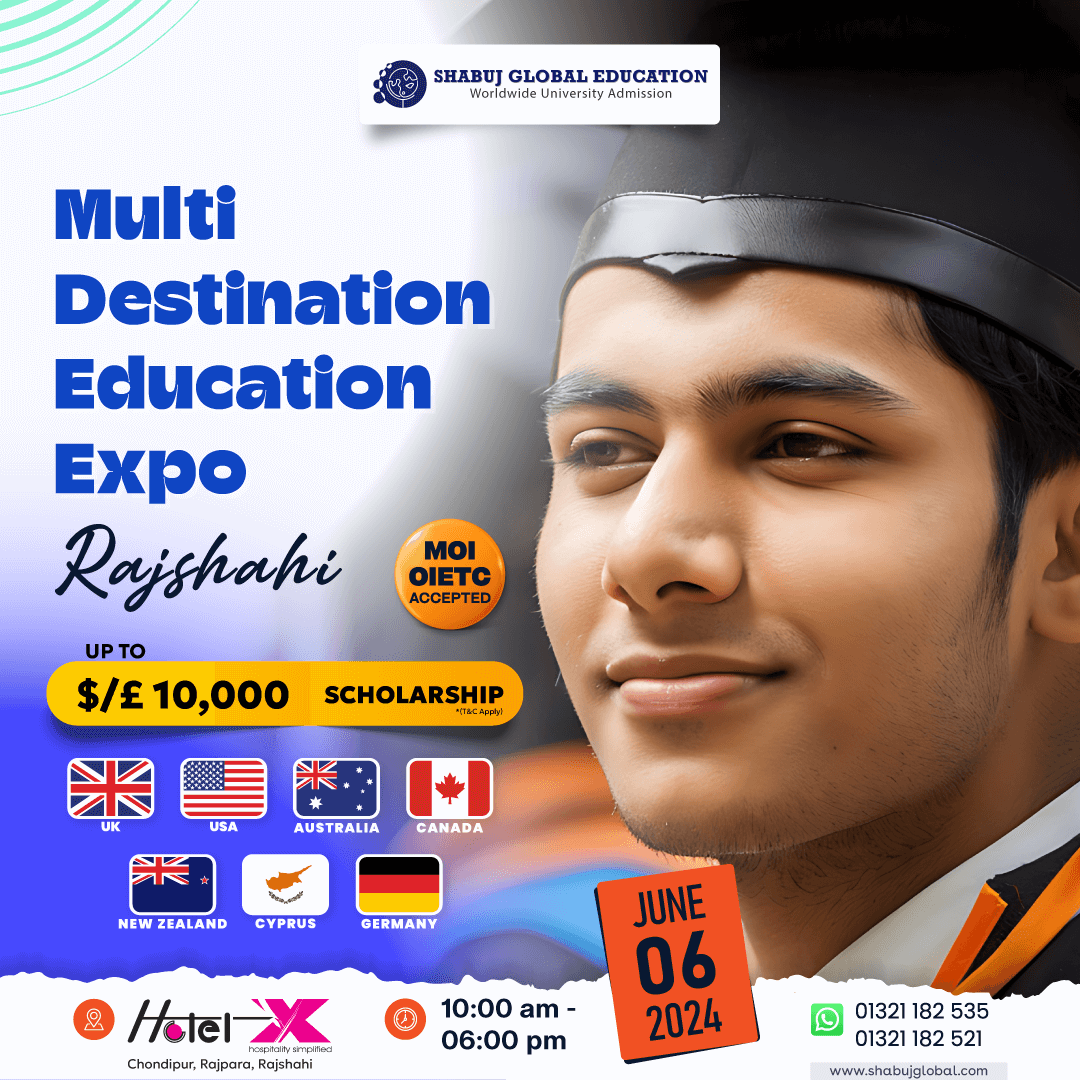 SHABUJ GLOBAL EDUCATION
Worldwide University Admission
Multi
Destination
Education
Expo
Rajshahi
MOI
OIETC
ACCEPTED
UP TO
$/£ 10,000 SCHOLARSHIP
*(T&C Apply)
UK USA AUSTRALIA CANADA
NEW ZEALAND CYPRUS GERMANY
JUNE
06
2024
Hotel X
hospitality simplified
Chondipur, Rajpara, Rajshahi
10:00 am -
06:00 pm
01321 182 535
01321 182 521
www.shabujglobal.com